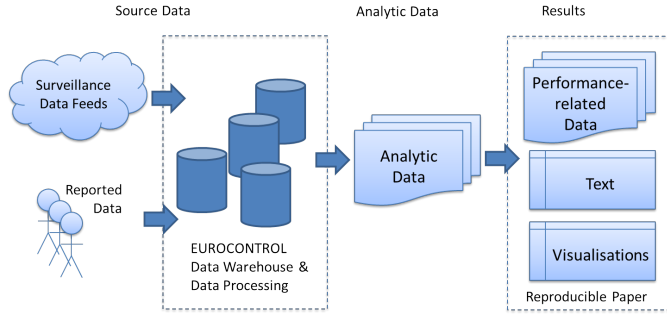 Source Data
Analytic Data
Results
Surveillance
Data Feeds
Reported
Data
EUROCONTROL
Data Warehouse &
Data Processing
Analytic
Data
Performance-
related
Data
Text
Visualisations
Reproducible Paper